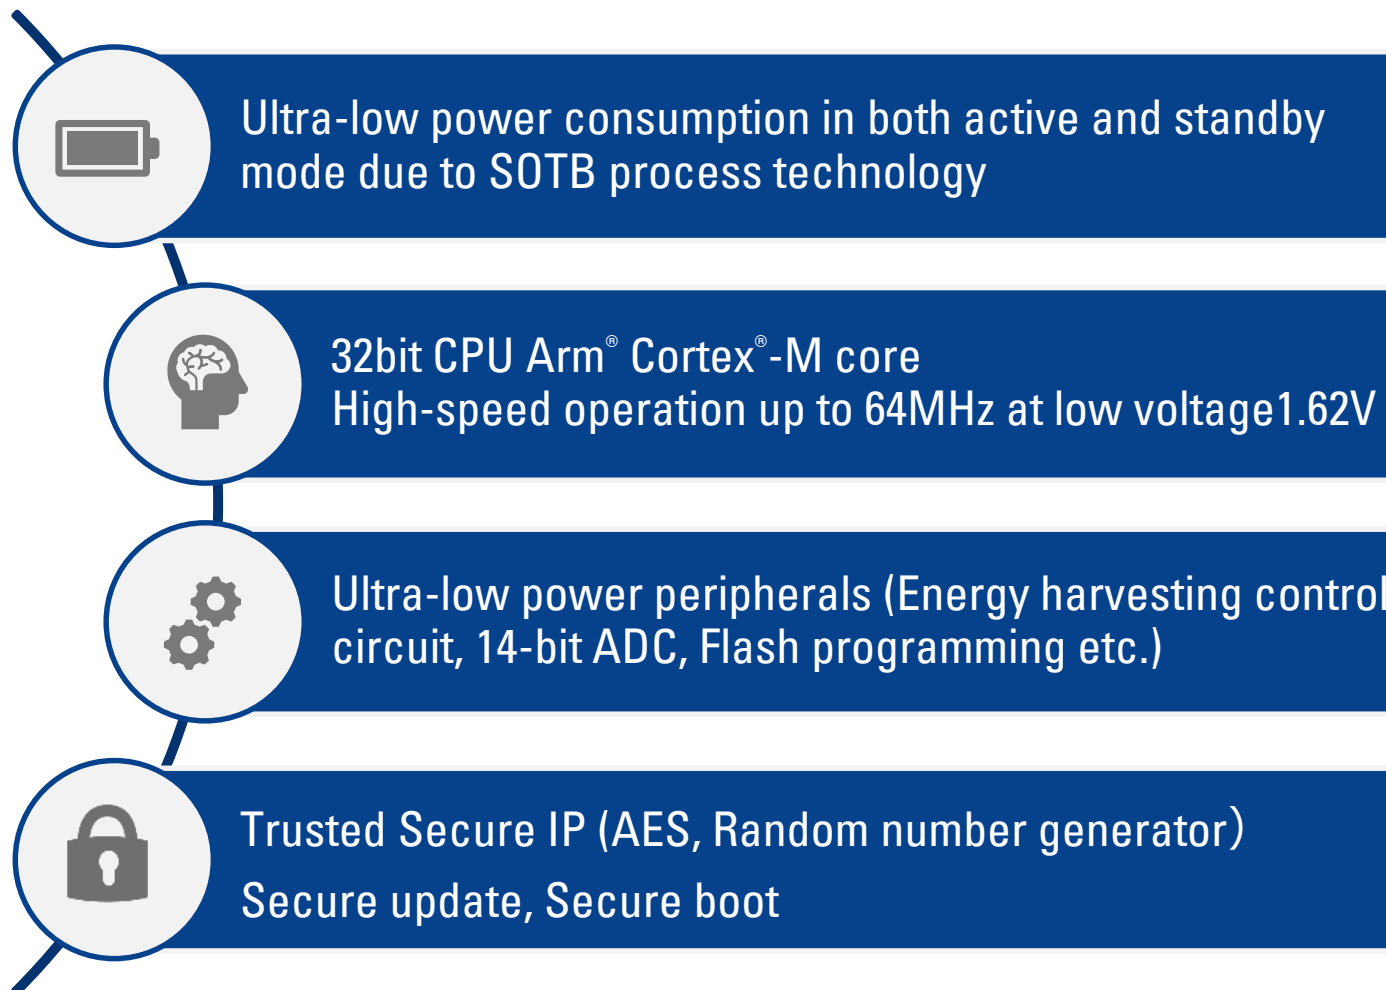 Ultra-low power consumption in both active and standby
mode due to SOTB process technology
32bit CPU Arm® Cortex®-M core
High-speed operation up to 64MHz at low voltage1.62V
Ultra-low power peripherals (Energy harvesting control
circuit, 14-bit ADC, Flash programming etc.)
Trusted Secure IP (AES, Random number generator）
Secure update, Secure boot